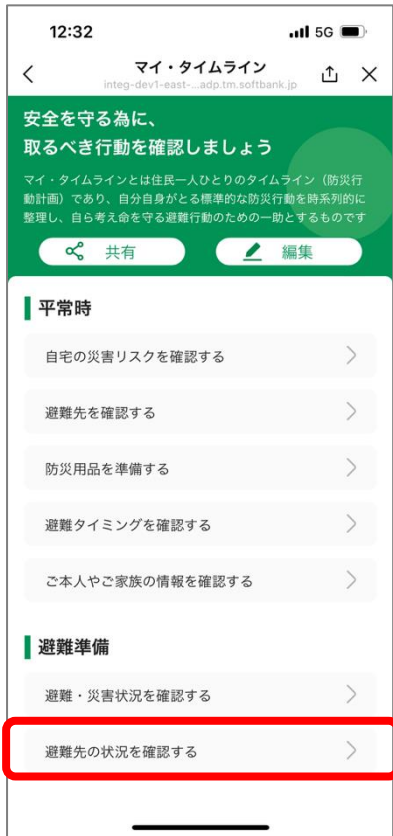 12:32
5G
マイ・タイムライン
integ-dev1-east-...adp.tm.softbank.jp
安全を守る為に、
取るべき行動を確認しましょう
マイ・タイムラインとは住民一人ひとりのタイムライン（防災行
動計画）であり、自分自身がとる標準的な防災行動を時系列的に
整理し、自ら考え命を守る避難行動のための一助とするものです
共有
編集
平常時
自宅の災害リスクを確認する
避難先を確認する
防災用品を準備する
避難タイミングを確認する
ご本人やご家族の情報を確認する
避難準備
避難・災害状況を確認する
避難先の状況を確認する